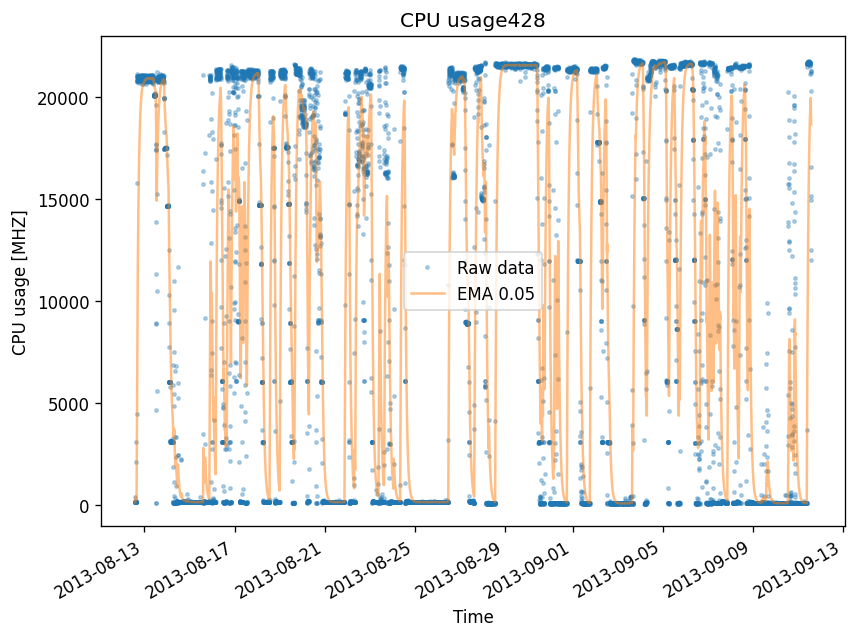 CPU usage428
CPU usage [MHZ]
20000
15000
10000
5000
0
Raw data
EMA 0.05
2013-08-13
2013-08-17
2013-08-21
2013-08-25
2013-08-29
2013-09-01
2013-09-05
2013-09-09
2013-09-13
Time